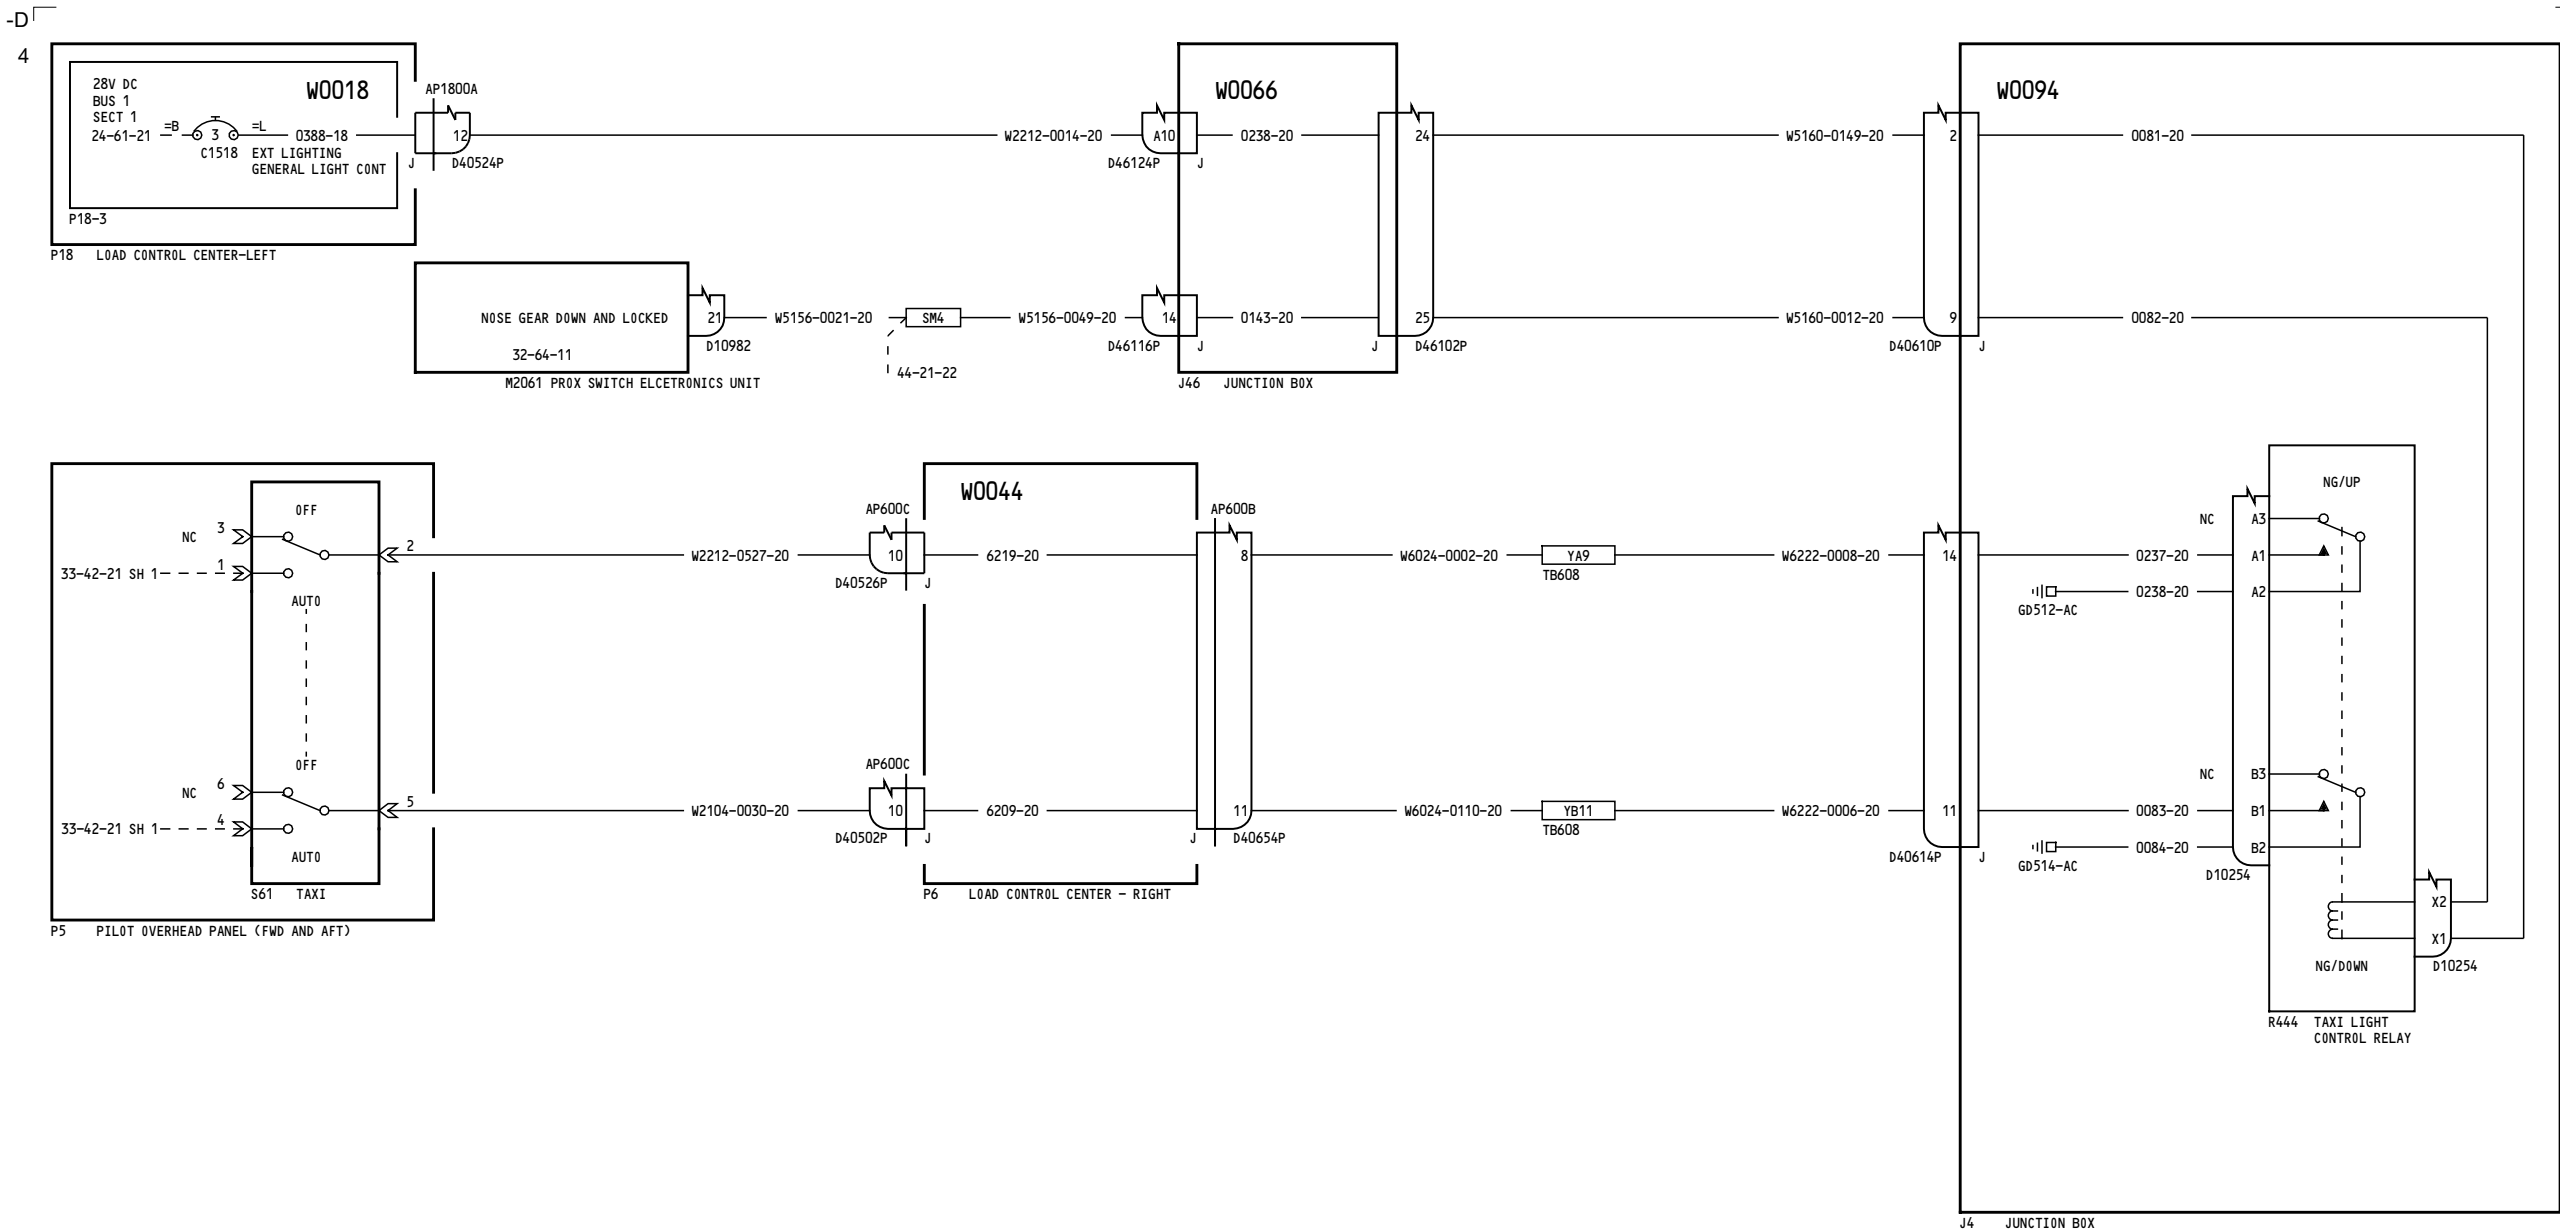 -D
4
28V DC
BUS 1
SECT 1
24-61-21
=B
3
=L
0388-18
C1518
EXT LIGHTING
GENERAL LIGHT CONT
W0018
P18-3
P18 LOAD CONTROL CENTER-LEFT
AP1800A
12
J
D40524P
W2212-0014-20
A10
D46124P
J
W0066
0238-20
24
W5160-0149-20
2
W0094
0081-20
NOSE GEAR DOWN AND LOCKED
32-64-11
M2061 PROX SWITCH ELCETRONICS UNIT
21
D10982
W5156-0021-20
SM4
44-21-22
W5156-0049-20
14
D46116P
J
0143-20
25
J
D46102P
J46 JUNCTION BOX
W5160-0012-20
9
D40610P
J
0082-20
OFF
NC
3
33-42-21 SH 1
1
2
AUTO
OFF
NC
6
33-42-21 SH 1
4
5
AUTO
S61 TAXI
P5 PILOT OVERHEAD PANEL (FWD AND AFT)
W2212-0527-20
AP600C
10
D40526P
J
W0044
6219-20
AP600B
8
W6024-0002-20
YA9
TB608
W6222-0008-20
14
0237-20
GD512-AC
0238-20
W2104-0030-20
AP600C
10
D40502P
J
6209-20
11
J
D40654P
P6 LOAD CONTROL CENTER - RIGHT
W6024-0110-20
YB11
TB608
W6222-0006-20
11
D40614P
J
0083-20
GD514-AC
0084-20
NG/UP
NC
A3
A1
A2
NC
B3
B1
B2
D10254
X2
X1
NG/DOWN
D10254
R444 TAXI LIGHT
CONTROL RELAY
J4 JUNCTION BOX